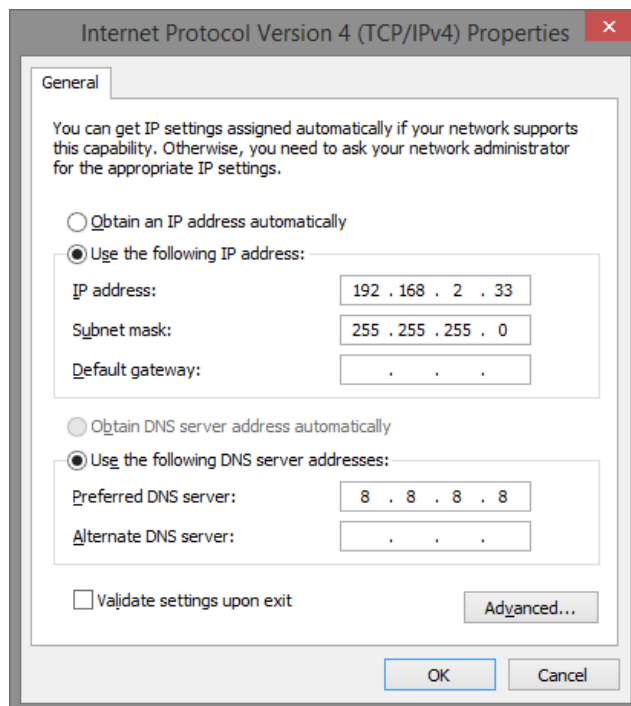 Internet Protocol Version 4 (TCP/IPv4) Properties
General
You can get IP settings assigned automatically if your network supports
this capability. Otherwise, you need to ask your network administrator
for the appropriate IP settings.
Obtain an IP address automatically
Use the following IP address:
IP address: 192 . 168 . 2 . 33
Subnet mask: 255 . 255 . 255 . 0
Default gateway: . . .
Obtain DNS server address automatically
Use the following DNS server addresses:
Preferred DNS server: 8 . 8 . 8 . 8
Alternate DNS server: . . .
Validate settings upon exit
Advanced...
OK Cancel